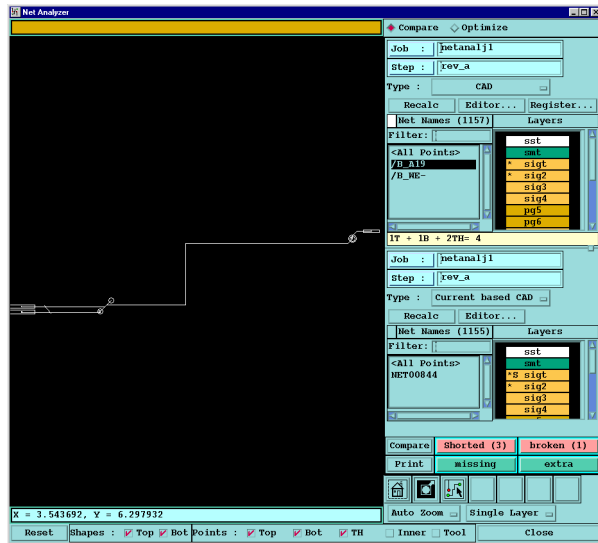 Net Analyzer
Compare Optimize
Job : netanalj1
Step : rev_a
Type : CAD
Recalc Editor... Register...
Net Names (1157) Layers
Filter:
<All Points>
/B_A19
/B_WE-
sst
smt
* sigt
* sig2
sig3
sig4
pg5
pg6
1T + 1B + 2TH= 4
Job : netanalj1
Step : rev_a
Type : Current based CAD
Recalc Editor...
Net Names (1155) Layers
Filter:
<All Points>
NET00844
sst
smt
*S sigt
* sig2
sig3
sig4
Compare Shorted (3) broken (1)
Print missing extra
Auto Zoom Single Layer
X = 3.543692, Y = 6.297932
Reset Shapes : Top Bot Points : Top Bot TH Inner Tool Close